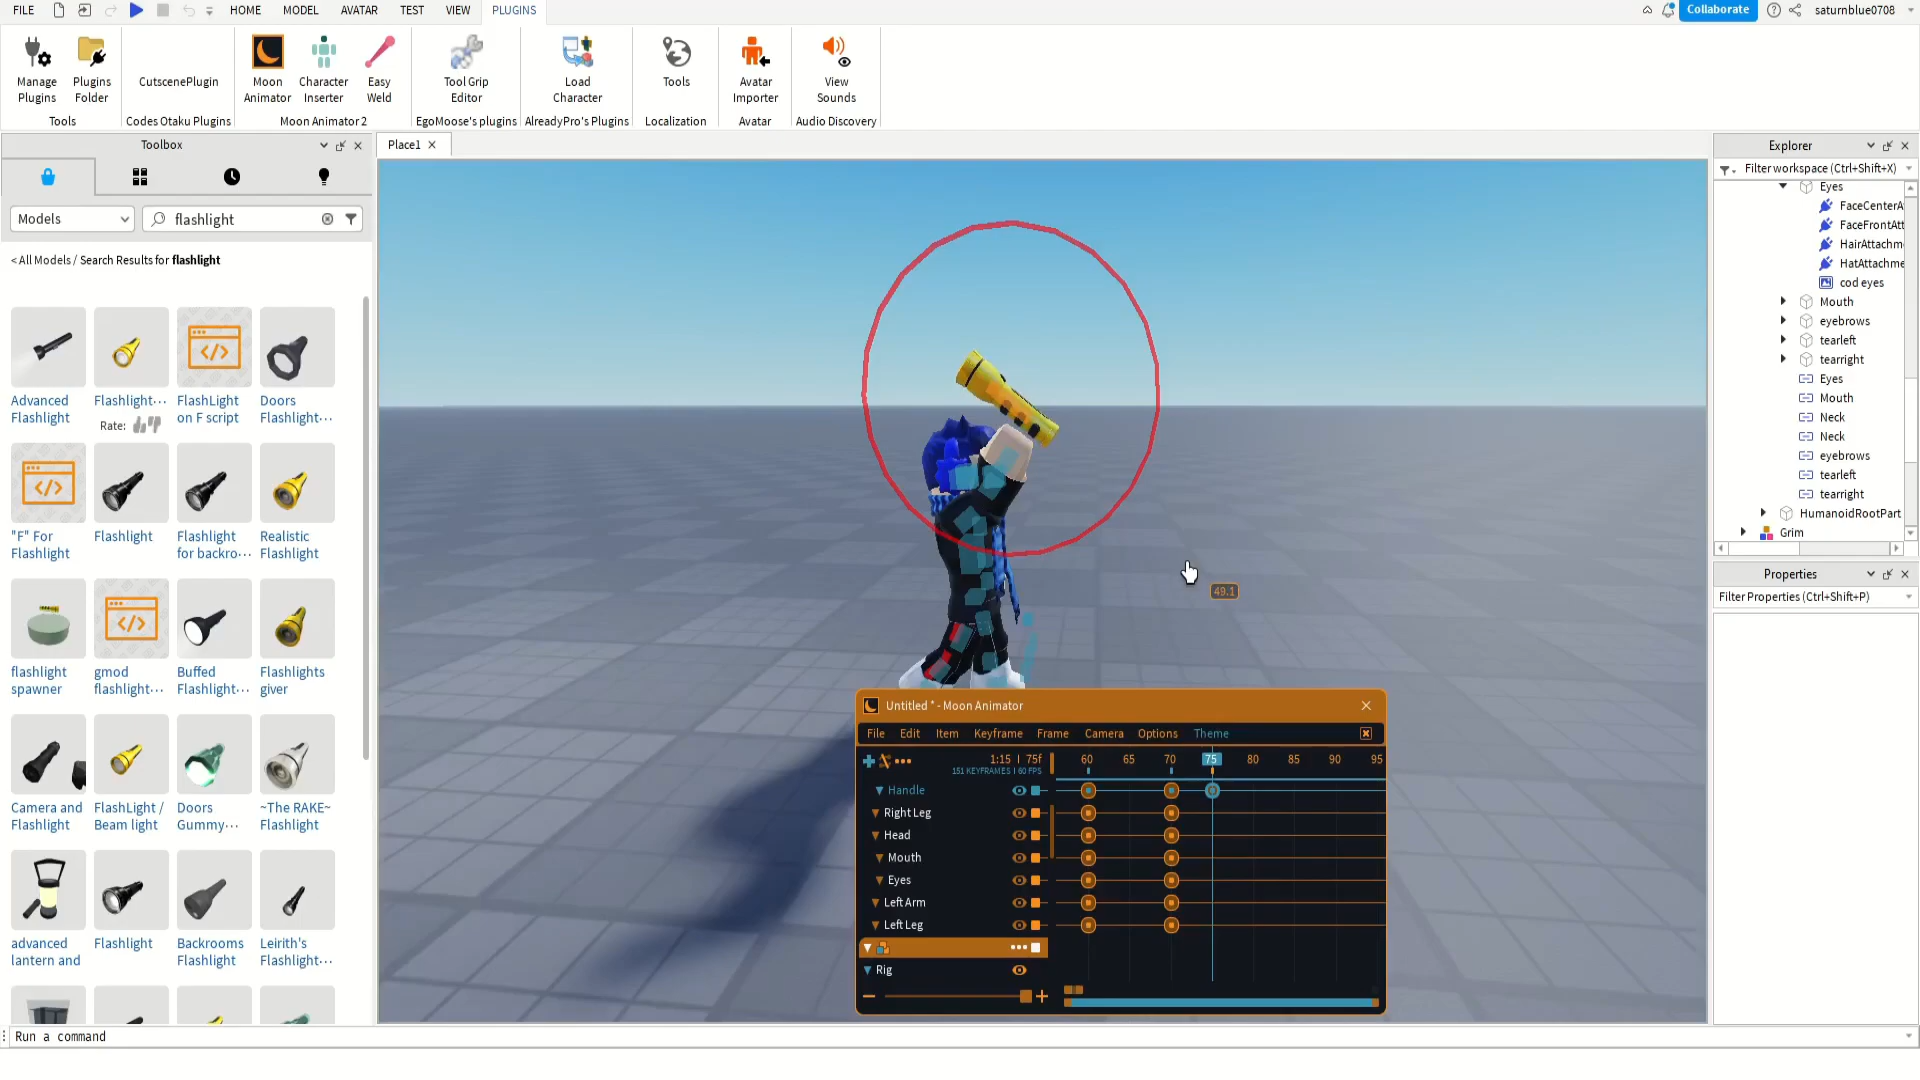 FILE HOME MODEL AVATAR TEST VIEW PLUGINS Collaborate saturnblue0708
Manage Plugins
Plugins Folder
CutscenePlugin
Moon Animator
Character Inserter
Easy Weld
Tool Grip Editor
Load Character
Tools
Avatar Importer
View Sounds
Tools Codes Otaku Plugins Moon Animator 2 EgoMoose's plugins AlreadyPro's Plugins Localization Avatar Audio Discovery
Toolbox
Models
flashlight
< All Models / Search Results for flashlight
Advanced Flashlight
Flashlight...
FlashLight on F script
Doors Flashlight...
Rate:
"F" For Flashlight
Flashlight
Flashlight for backro...
Realistic Flashlight
flashlight spawner
gmod flashlight...
Buffed Flashlight...
Flashlights giver
Camera and Flashlight
FlashLight / Beam light
Doors Gummy...
~The RAKE~ Flashlight
advanced lantern and
Flashlight
Backrooms Flashlight
Leirith's Flashlight...
Run a command
Place1
49.1
Untitled * - Moon Animator
File Edit Item Keyframe Camera Options Theme
1:15 | 75f
151 KEYFRAMES | 60 FPS
60 65 70 75 80 85 90 95
Handle
Right Leg
Head
Mouth
Eyes
Left Arm
Left Leg
Rig
Explorer
Filter workspace (Ctrl+Shift+X)
Eyes
FaceCenterA
FaceFrontAtt
HairAttachm
HatAttachme
cod eyes
Mouth
eyebrows
tearleft
tearright
Eyes
Mouth
Neck
Neck
eyebrows
tearleft
tearright
HumanoidRootPart
Grim
Properties
Filter Properties (Ctrl+Shift+P)